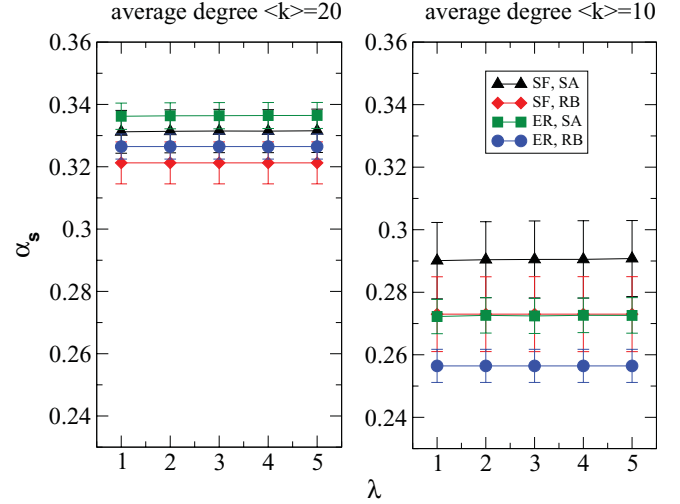 average degree <k>=20
average degree <k>=10
0.36
0.34
0.32
0.3
0.28
0.26
0.24
αs
1 2 3 4 5
0.36
0.34
0.32
0.3
0.28
0.26
0.24
SF, SA
SF, RB
ER, SA
ER, RB
1 2 3 4 5
λ